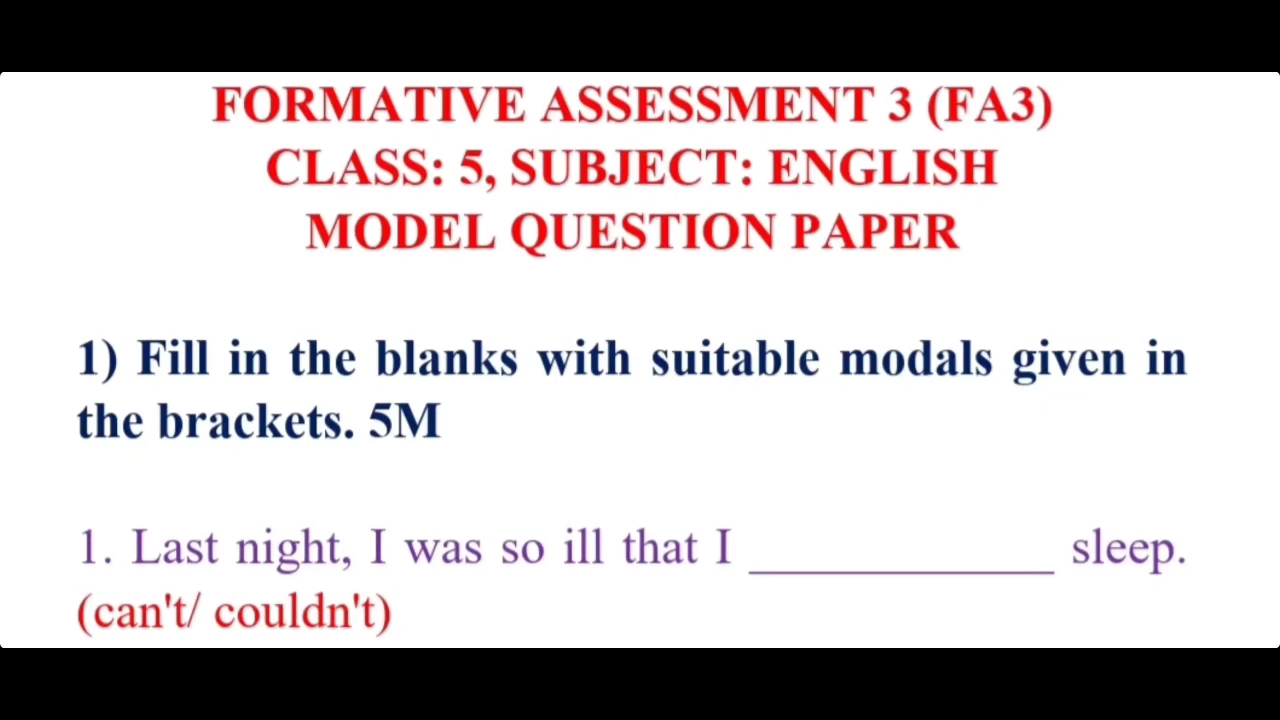 FORMATIVE ASSESSMENT 3 (FA3)
CLASS: 5, SUBJECT: ENGLISH
MODEL QUESTION PAPER
1) Fill in the blanks with suitable modals given in
the brackets. 5M
1. Last night, I was so ill that I ____________ sleep.
(can't/ couldn't)